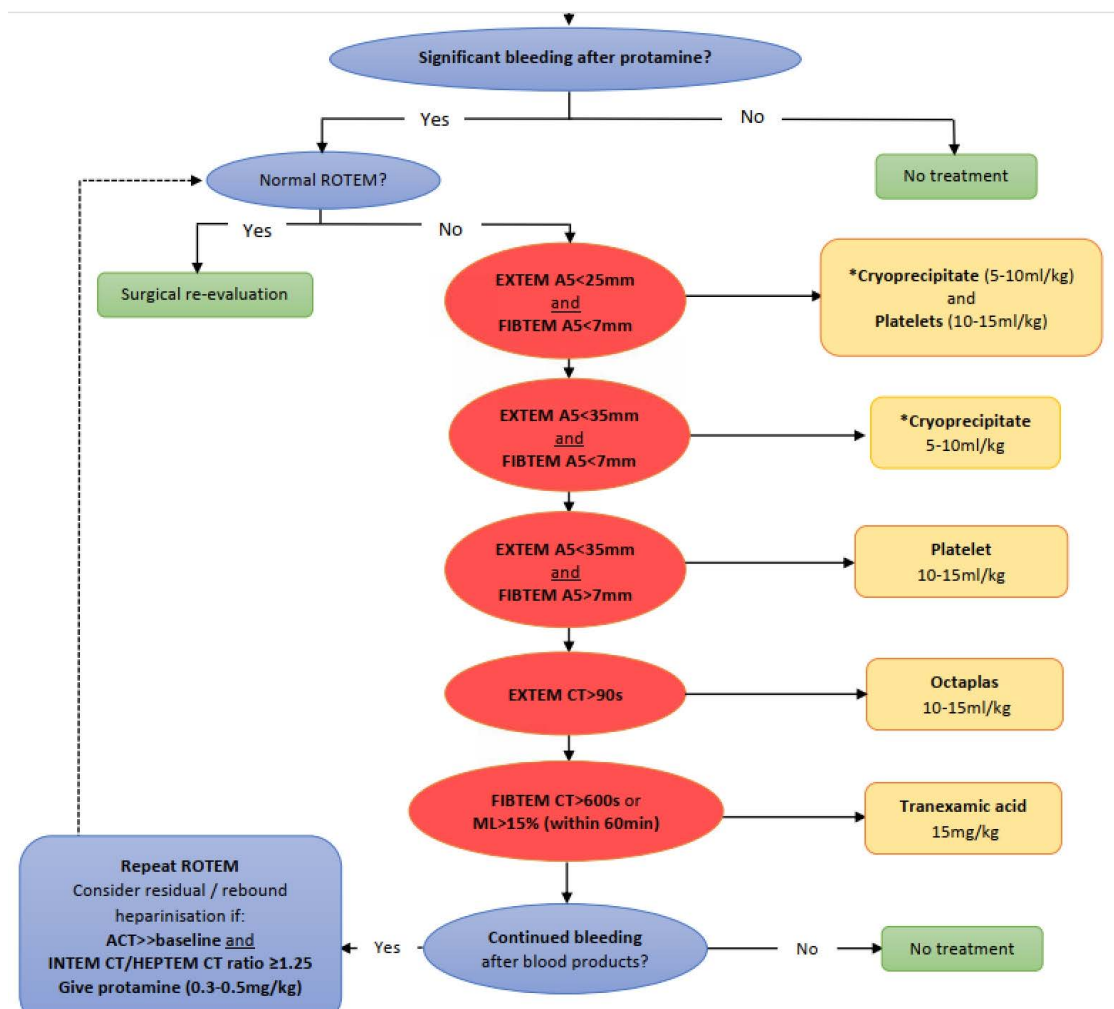 Significant bleeding after protamine?
Yes
No
Normal ROTEM?
No treatment
Yes
No
Surgical re-evaluation
EXTEM A5<25mm
and
FIBTEM A5<7mm
*Cryoprecipitate (5-10ml/kg)
and
Platelets (10-15ml/kg)
EXTEM A5<35mm
and
FIBTEM A5<7mm
*Cryoprecipitate
5-10ml/kg
EXTEM A5<35mm
and
FIBTEM A5>7mm
Platelet
10-15ml/kg
EXTEM CT>90s
Octaplas
10-15ml/kg
FIBTEM CT>600s or
ML>15% (within 60min)
Tranexamic acid
15mg/kg
Repeat ROTEM
Consider residual / rebound
heparinisation if:
ACT>>baseline and
INTEM CT/HEPTEM CT ratio ≥1.25
Give protamine (0.3-0.5mg/kg)
Yes
Continued bleeding
after blood products?
No
No treatment